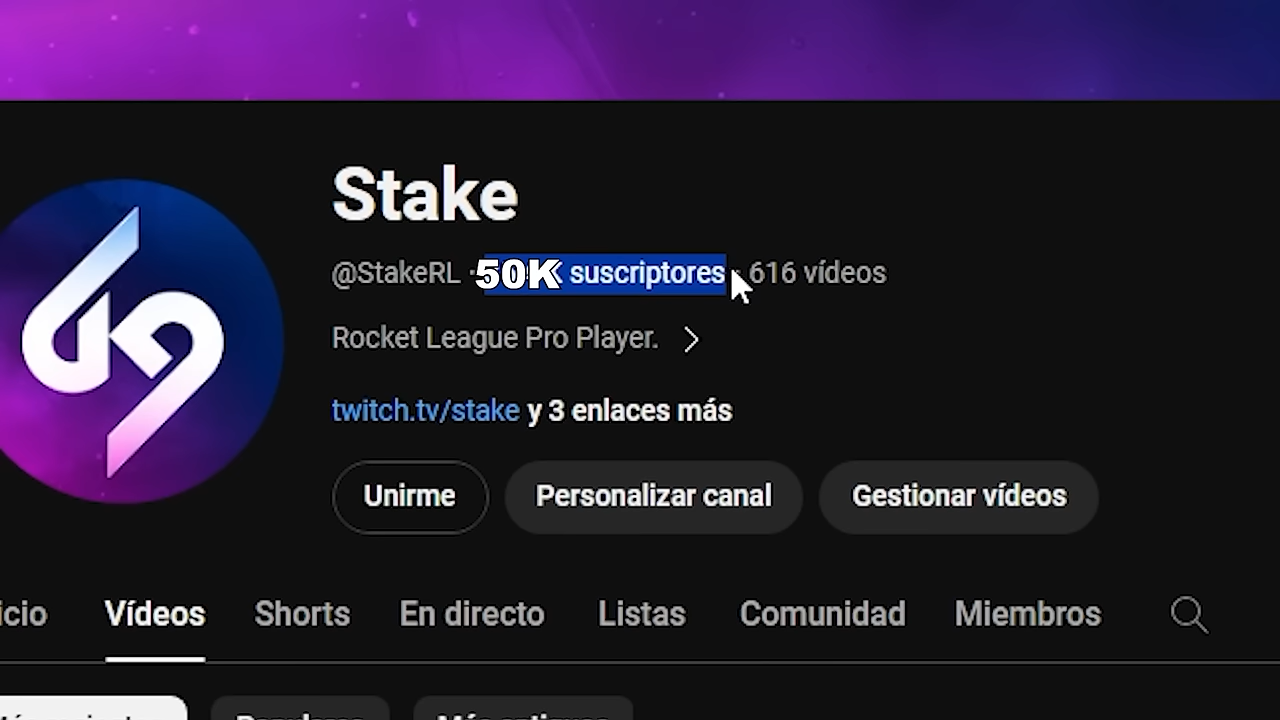 Stake
@StakeRL · 50K suscriptores · 616 vídeos
Rocket League Pro Player.
twitch.tv/stake y 3 enlaces más
Unirme Personalizar canal Gestionar vídeos
icio Vídeos Shorts En directo Listas Comunidad Miembros